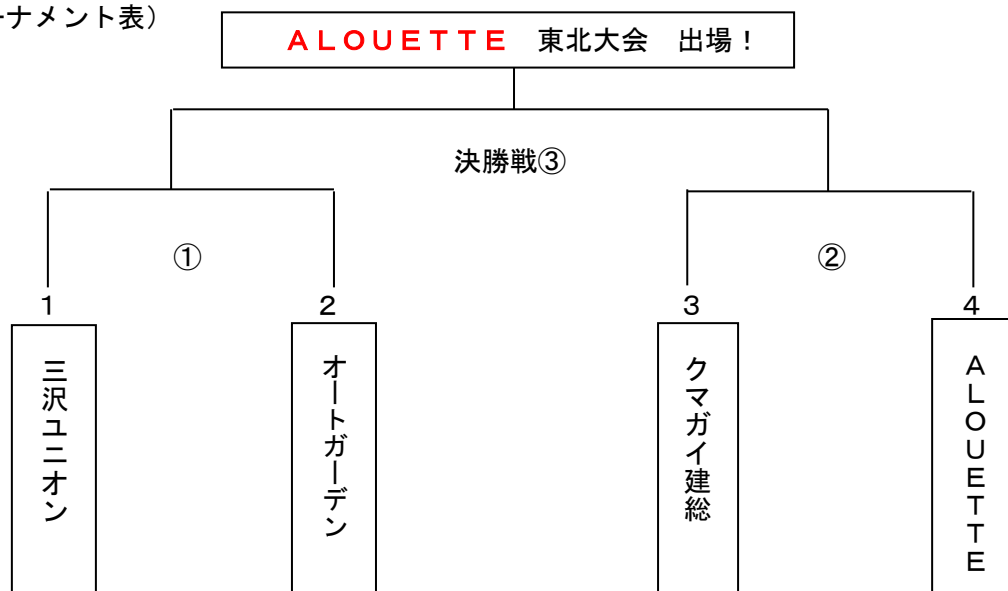 ーナメント表）
ＡＬＯＵＥＴＴＥ　東北大会　出場！
決勝戦③
①
②
１
２
３
４
三沢ユニオン
オートガーデン
クマガイ建総
ＡＬＯＵＥＴＴＥ